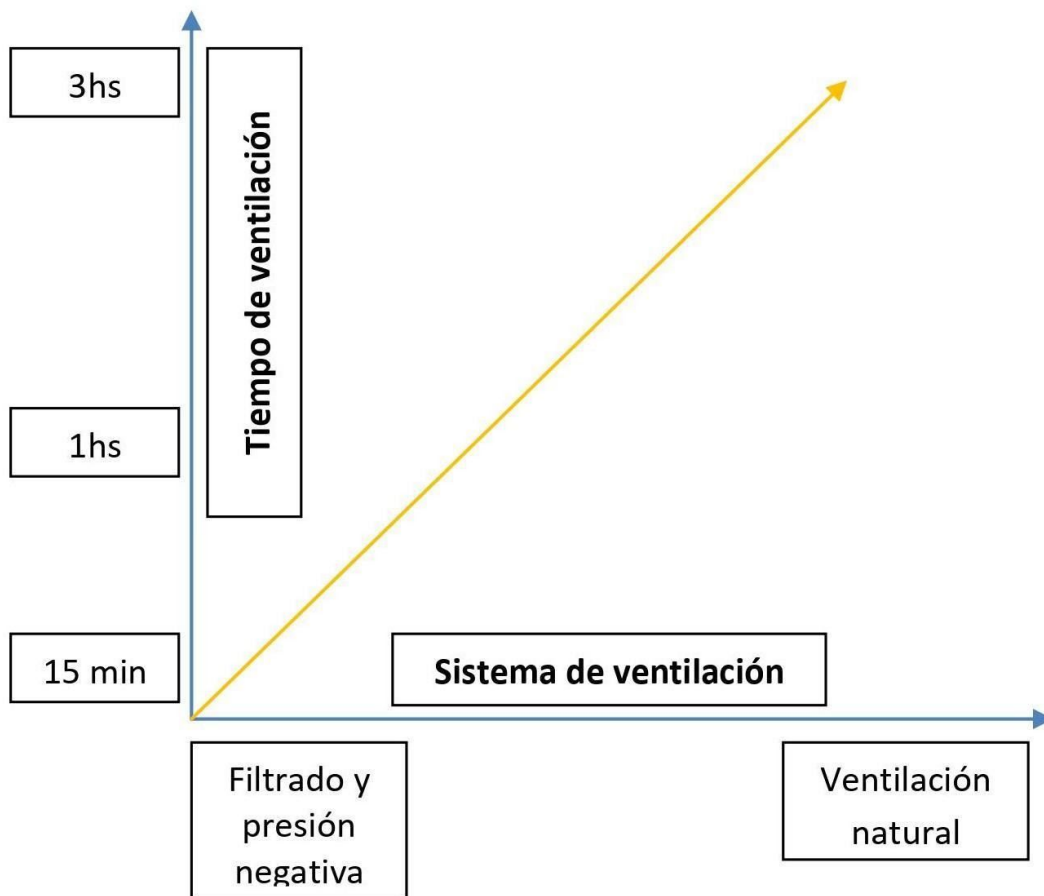 3hs
Tiempo de ventilación
1hs
15 min
Sistema de ventilación
Filtrado y
presión
negativa
Ventilación
natural